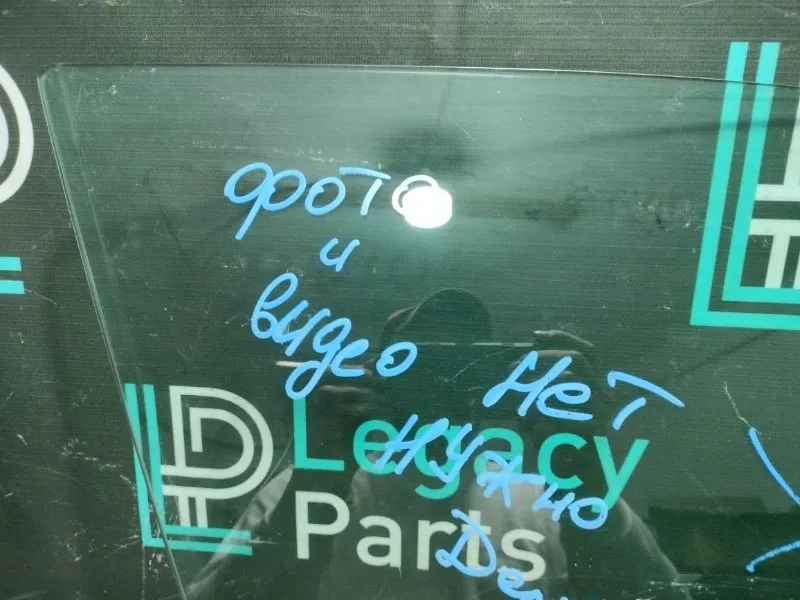 фото
и
видео
нет
нужно
Legacy
Parts